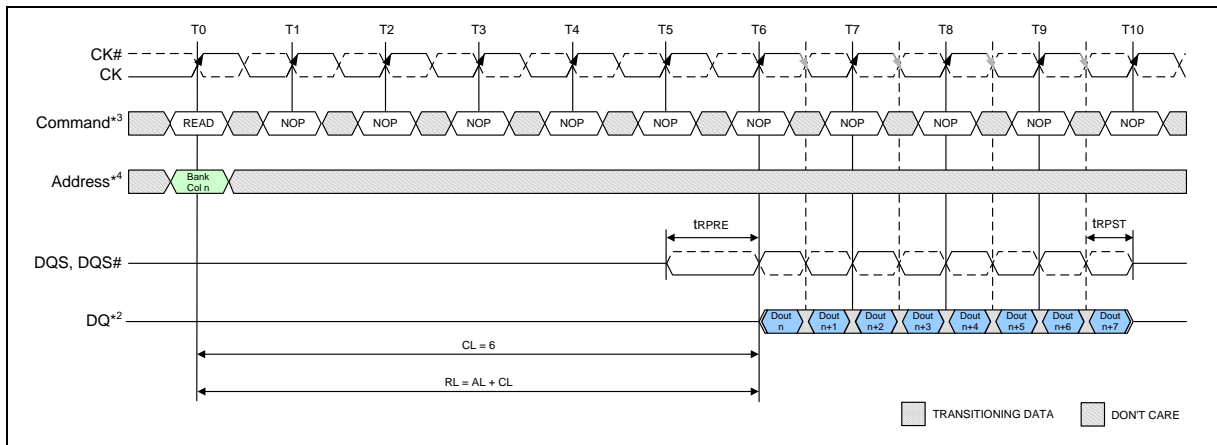 T0 T1 T2 T3 T4 T5 T6 T7 T8 T9 T10
CK#
CK
Command*3 READ NOP NOP NOP NOP NOP NOP NOP NOP NOP NOP
Address*4 Bank
Col n
tRPRE tRPST
DQS, DQS#
DQ*2 Dout Dout Dout Dout Dout Dout Dout Dout
n n+1 n+2 n+3 n+4 n+5 n+6 n+7
CL = 6
RL = AL + CL
TRANSITIONING DATA DON'T CARE